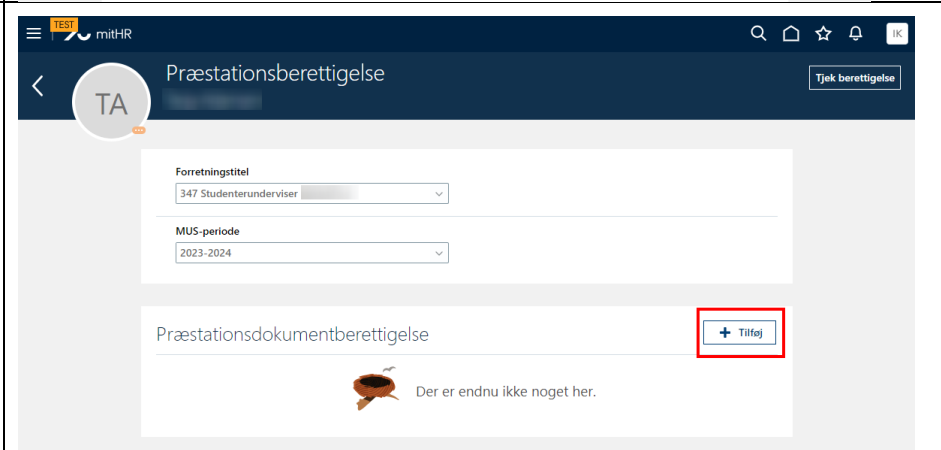 TEST
mitHR
IK
Præstationsberettigelse
Tjek berettigelse
TA
Forretningstitel
347 Studenterunderviser
MUS-periode
2023-2024
Præstationsdokumentberettigelse
+ Tilføj
Der er endnu ikke noget her.